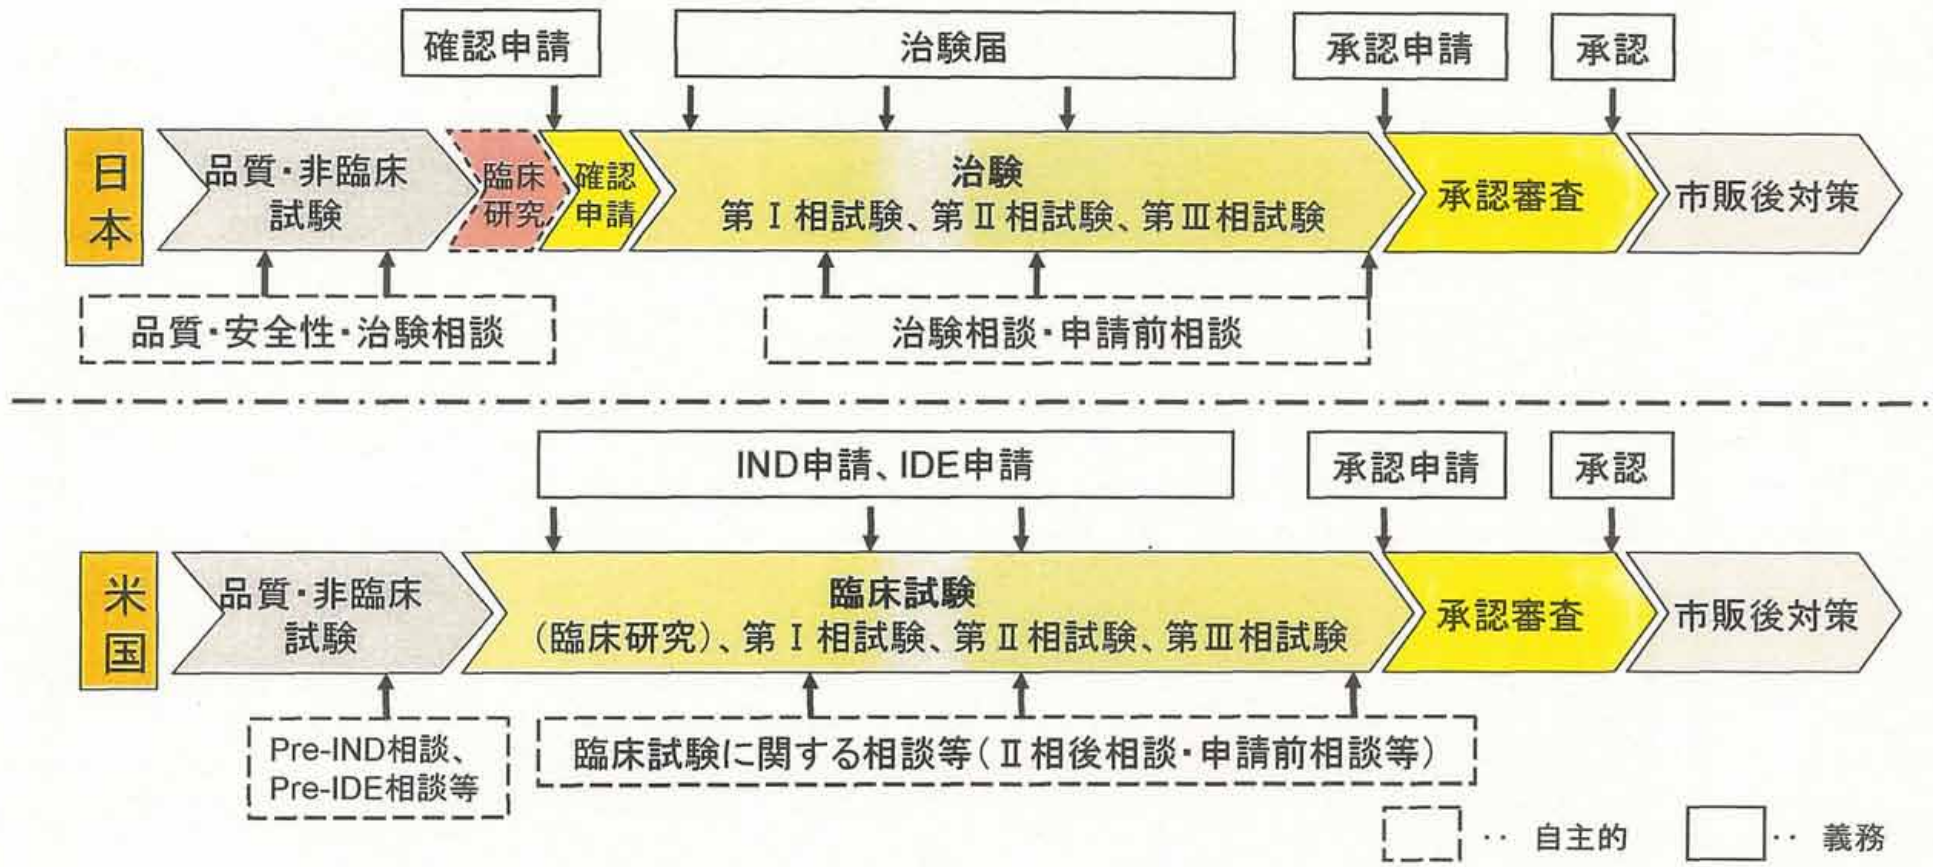 確認申請
治験届
承認申請
承認
日本
品質・非臨床
試験
臨床
研究
確認
申請
治験
第Ⅰ相試験、第Ⅱ相試験、第Ⅲ相試験
承認審査
市販後対策
品質・安全性・治験相談
治験相談・申請前相談
IND申請、IDE申請
承認申請
承認
米国
品質・非臨床
試験
臨床試験
(臨床研究)、第Ⅰ相試験、第Ⅱ相試験、第Ⅲ相試験
承認審査
市販後対策
Pre-IND相談、
Pre-IDE相談等
臨床試験に関する相談等(Ⅱ相後相談・申請前相談等)
‥ 自主的
‥ 義務